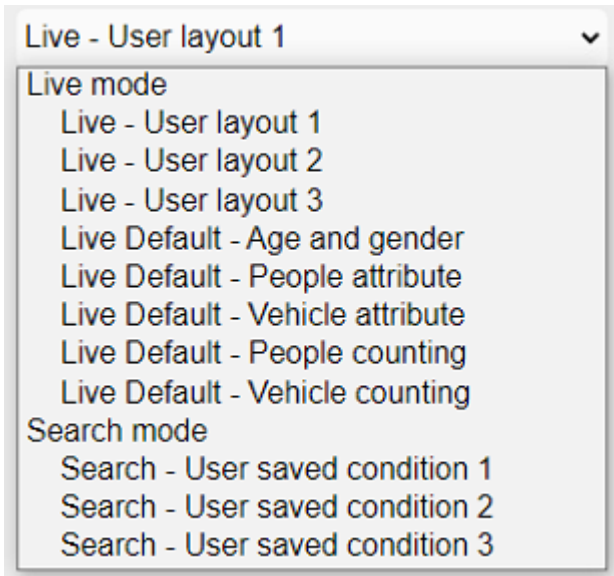 Live - User layout 1
Live mode
Live - User layout 1
Live - User layout 2
Live - User layout 3
Live Default - Age and gender
Live Default - People attribute
Live Default - Vehicle attribute
Live Default - People counting
Live Default - Vehicle counting
Search mode
Search - User saved condition 1
Search - User saved condition 2
Search - User saved condition 3